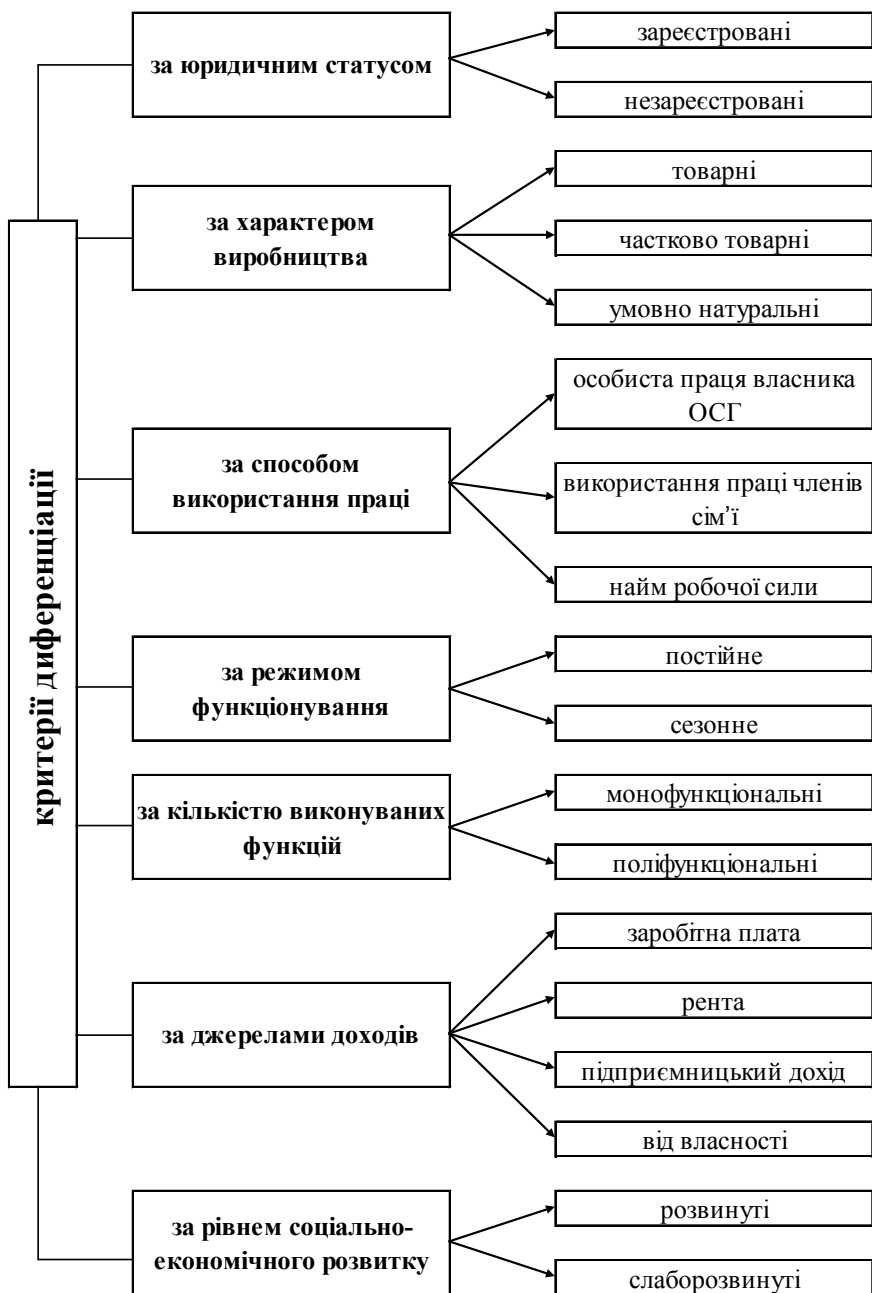 критерії диференціації
за юридичним статусом
зареєстровані
незареєстровані
за характером
виробництва
товарні
частково товарні
умовно натуральні
за способом
використання праці
особиста праця власника
ОСГ
використання праці членів
сім’ї
найм робочої сили
за режимом
функціонування
постійне
сезонне
за кількістю виконуваних
функцій
монофункціональні
поліфункціональні
за джерелами доходів
заробітна плата
рента
підприємницький дохід
від власності
за рівнем соціально-
економічного розвитку
розвинуті
слаборозвинуті